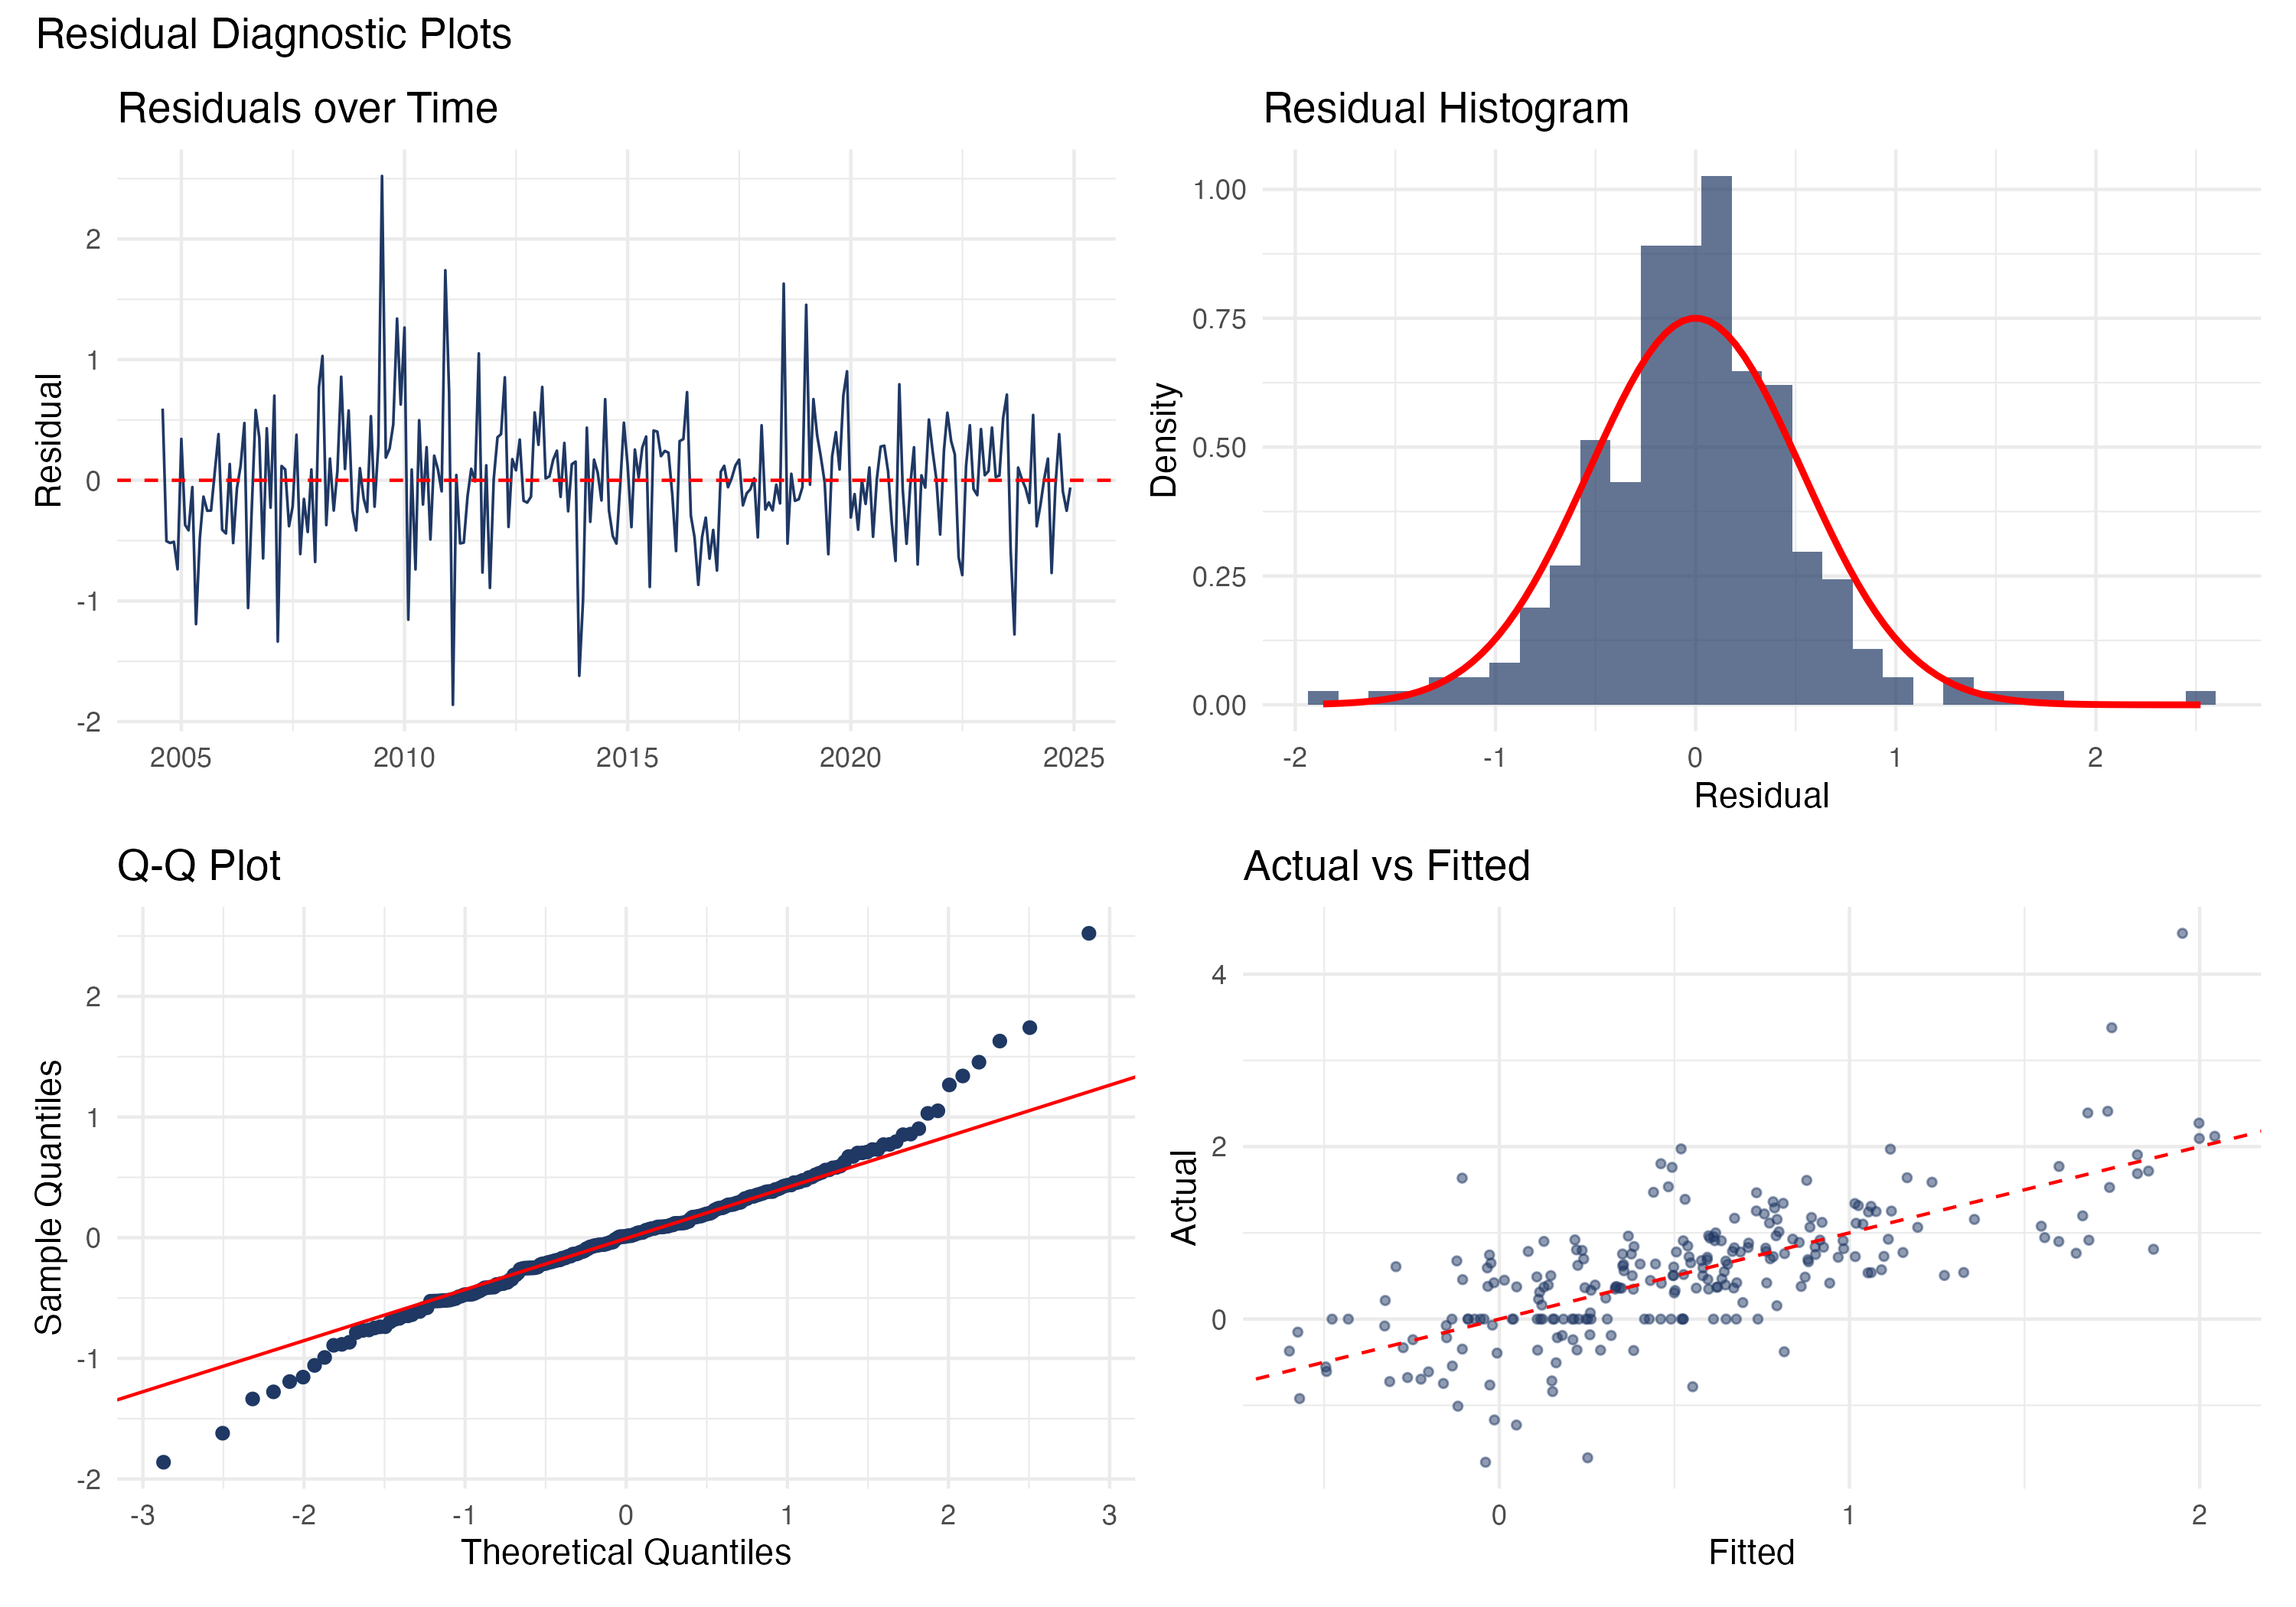 Residual Diagnostic Plots
Residuals over Time
Residual
2
1
0
-1
-2
2005 2010 2015 2020 2025
Residual Histogram
Density
1.00
0.75
0.50
0.25
0.00
-2 -1 0 1 2
Residual
Q-Q Plot
Sample Quantiles
2
1
0
-1
-2
-3 -2 -1 0 1 2 3
Theoretical Quantiles
Actual vs Fitted
Actual
4
2
0
0 1 2
Fitted